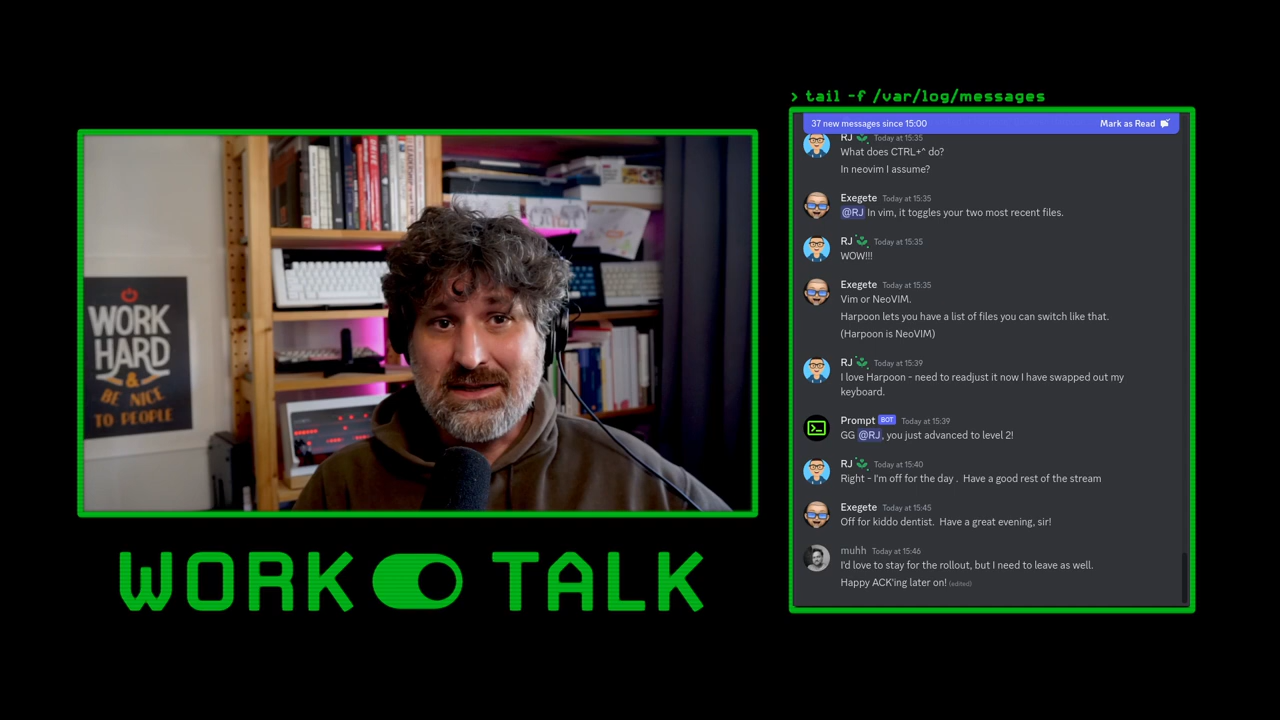 > tail -f /var/log/messages
37 new messages since 15:00 Mark as Read
RJ Today at 15:35
What does CTRL+^ do?
In neovim I assume?
Exegete Today at 15:35
@RJ In vim, it toggles your two most recent files.
RJ Today at 15:35
WOW!!!
Exegete Today at 15:35
Vim or NeoVIM.
Harpoon lets you have a list of files you can switch like that.
(Harpoon is NeoVIM)
RJ Today at 15:39
I love Harpoon - need to readjust it now I have swapped out my
keyboard.
Prompt BOT Today at 15:39
GG @RJ, you just advanced to level 2!
RJ Today at 15:40
Right - I'm off for the day . Have a good rest of the stream
Exegete Today at 15:45
Off for kiddo dentist. Have a great evening, sir!
muhh Today at 15:46
I'd love to stay for the rollout, but I need to leave as well.
Happy ACK'ing later on! (edited)
WORK
HARD
&
BE NICE
TO PEOPLE
WORK TALK